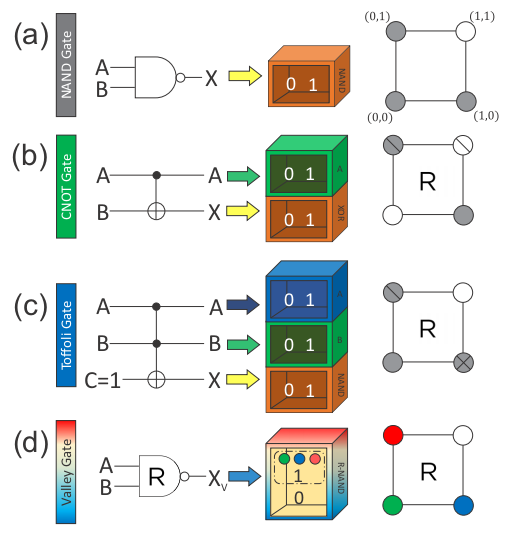 (a)
NAND Gate
A
B
X
0 1
NAND
(0,1)
(1,1)
(0,0)
(1,0)
(b)
CNOT Gate
A
A
B
X
0 1
A
0 1
XOR
R
(c)
Toffoli Gate
A
A
B
B
C=1
X
0 1
A
0 1
B
0 1
NAND
R
(d)
Valley Gate
A
B
R
Xv
1
0
R-NAND
R